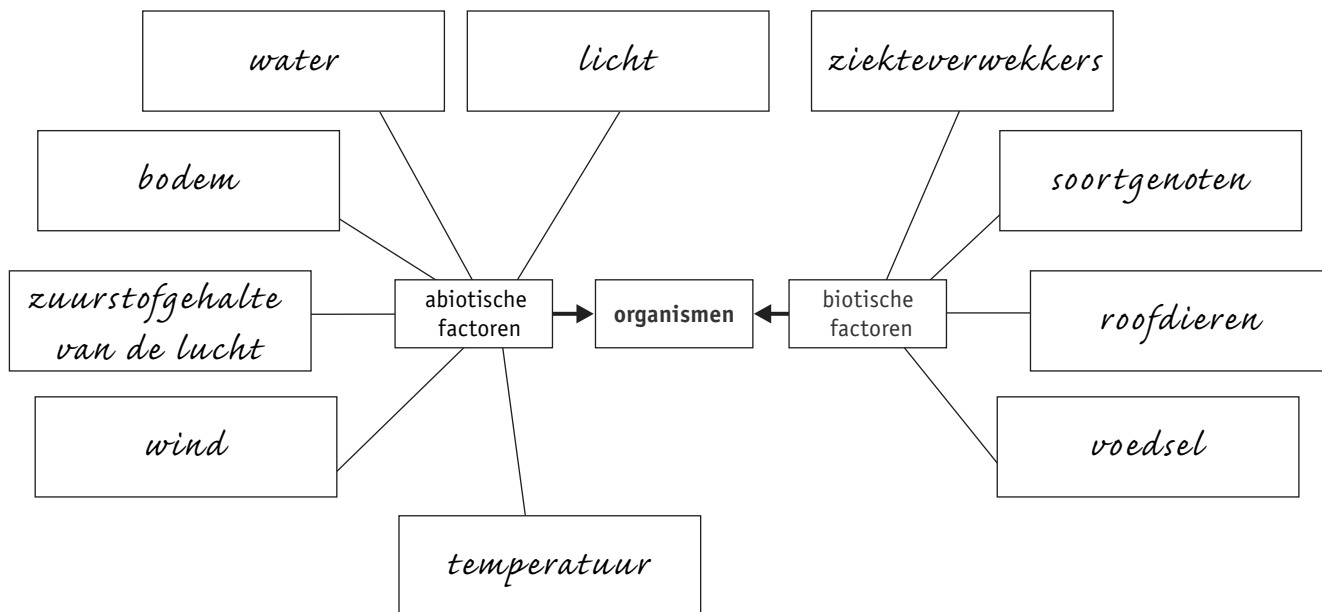 water
licht
ziekteverwekkers
bodem
soortgenoten
zuurstofgehalte
van de lucht
abiotische
factoren
organismen
biotische
factoren
roofdieren
wind
voedsel
temperatuur